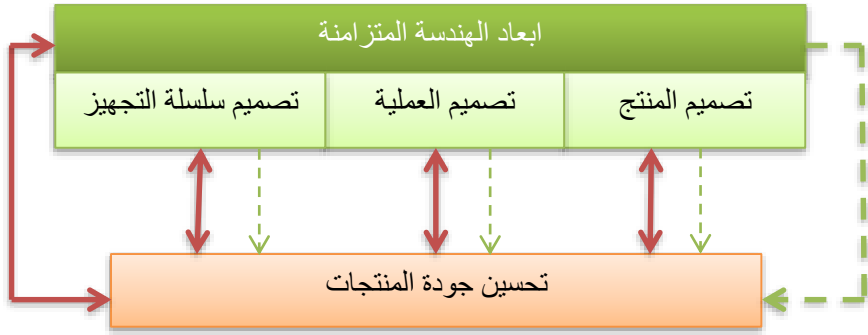 ابعاد الهندسة المتزامنة
تصميم المنتج
تصميم العملية
تصميم سلسلة التجهيز
تحسين جودة المنتجات